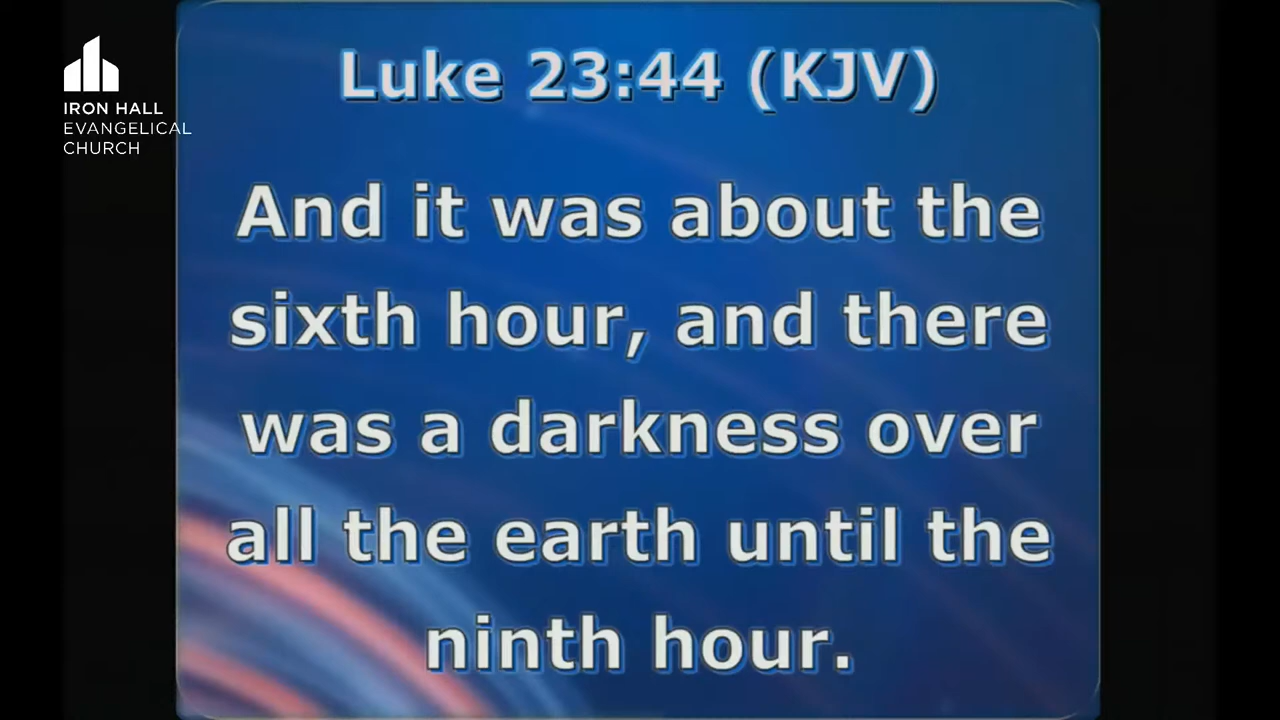 IRON HALL
EVANGELICAL
CHURCH
Luke 23:44 (KJV)
And it was about the
sixth hour, and there
was a darkness over
all the earth until the
ninth hour.